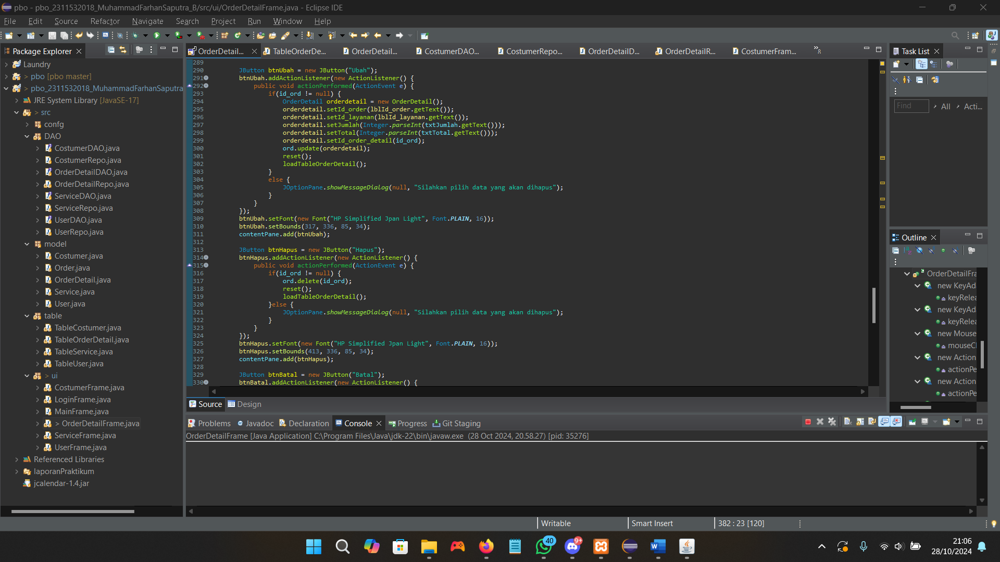 pbo - pbo_2311532018_MuhammadFarhanSaputra_B/src/ui/OrderDetailFrame.java - Eclipse IDE
File Edit Source Refactor Navigate Search Project Run Window Help
Package Explorer
Laundry
> pbo [pbo master]
> pbo_2311532018_MuhammadFarhanSaputra
JRE System Library [JavaSE-17]
> src
confg
DAO
CostumerDAO.java
CostumerRepo.java
OrderDetailDAO.java
OrderDetailRepo.java
ServiceDAO.java
ServiceRepo.java
UserDAO.java
UserRepo.java
model
Costumer.java
Order.java
OrderDetail.java
Service.java
User.java
table
TableCostumer.java
TableOrderDetail.java
TableService.java
TableUser.java
> ui
CostumerFrame.java
LoginFrame.java
MainFrame.java
> OrderDetailFrame.java
ServiceFrame.java
UserFrame.java
Referenced Libraries
laporanPraktikum
jcalendar-1.4.jar
OrderDetail... TableOrderDe... OrderDetail... CostumerDAO... CostumerRepo... OrderDetailD... OrderDetailR... CostumerFram... »8
289
290 JButton btnUbah = new JButton("Ubah");
291 btnUbah.addActionListener(new ActionListener() {
292 public void actionPerformed(ActionEvent e) {
293 if(id_ord != null) {
294 OrderDetail orderdetail = new OrderDetail();
295 orderdetail.setId_order(lblId_order.getText());
296 orderdetail.setId_layanan(lblId_layanan.getText());
297 orderdetail.setJumlah(Integer.parseInt(txtJumlah.getText()));
298 orderdetail.setTotal(Integer.parseInt(txtTotal.getText()));
299 orderdetail.setId_order_detail(id_ord);
300 ord.update(orderdetail);
301 reset();
302 loadTableOrderDetail();
303 }
304 else {
305 JOptionPane.showMessageDialog(null, "Silahkan pilih data yang akan dihapus");
306 }
307 }
308 });
309 btnUbah.setFont(new Font("HP Simplified Jpan Light", Font.PLAIN, 16));
310 btnUbah.setBounds(317, 336, 85, 34);
311 contentPane.add(btnUbah);
312
313 JButton btnHapus = new JButton("Hapus");
314 btnHapus.addActionListener(new ActionListener() {
315 public void actionPerformed(ActionEvent e) {
316 if(id_ord != null) {
317 ord.delete(id_ord);
318 reset();
319 loadTableOrderDetail();
320 }else {
321 JOptionPane.showMessageDialog(null, "Silahkan pilih data yang akan dihapus");
322 }
323 }
324 });
325 btnHapus.setFont(new Font("HP Simplified Jpan Light", Font.PLAIN, 16));
326 btnHapus.setBounds(413, 336, 85, 34);
327 contentPane.add(btnHapus);
328
329 JButton btnBatal = new JButton("Batal");
330 btnBatal.addActionListener(new ActionListener() {
Source Design
Task List
Find All Acti...
Outline
OrderDetailFra
new KeyAd
keyRelea
new KeyAd
keyRelea
new Mouse
mouseCl
new Action
actionPe
new Action
actionPe
Problems Javadoc Declaration Console Progress Git Staging
OrderDetailFrame [Java Application] C:\Program Files\Java\jdk-22\bin\javaw.exe (28 Oct 2024, 20.58.27) [pid: 35276]
Writable Smart Insert 382 : 23 [120]
40
9+
21:06
28/10/2024